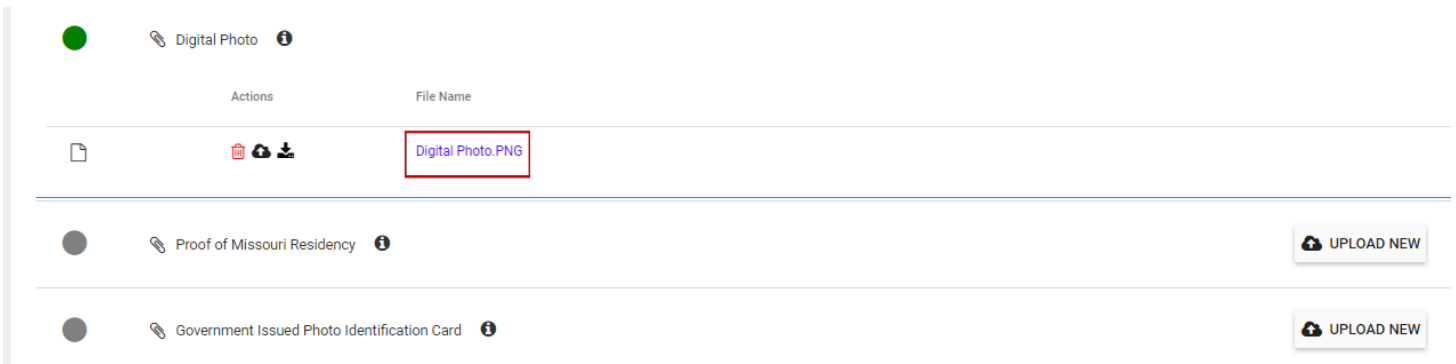 Digital Photo
Actions File Name
Digital Photo.PNG
Proof of Missouri Residency UPLOAD NEW
Government Issued Photo Identification Card UPLOAD NEW